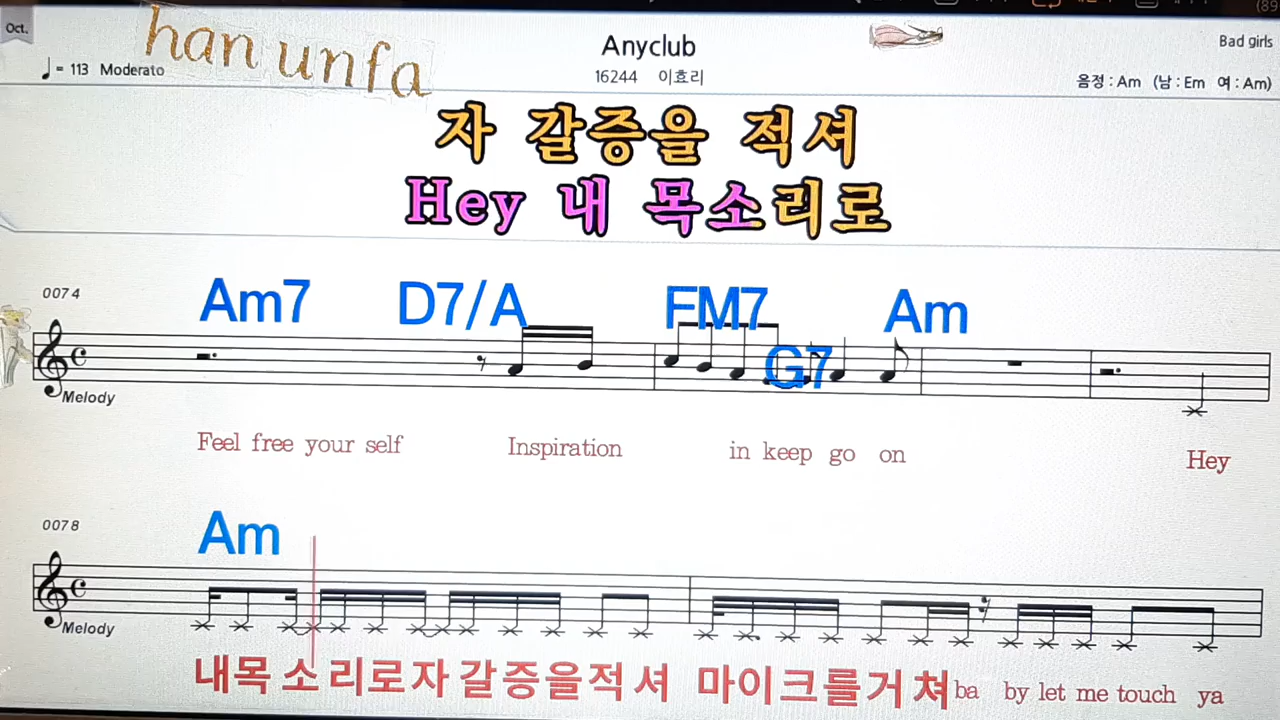 (89
Oct.
han unfa
Anyclub
Bad girls
♩= 113 Moderato
16244 이효리
음정 : Am (남 : Em 여 : Am)
자 갈증을 적셔
Hey 내 목소리로
0074
Am7 D7/A FM7 G7 Am
Melody
Feel free your self Inspiration in keep go on Hey
0078
Am
Melody
내목소리로자갈증을적셔 마이크를거쳐ba by let me touch ya